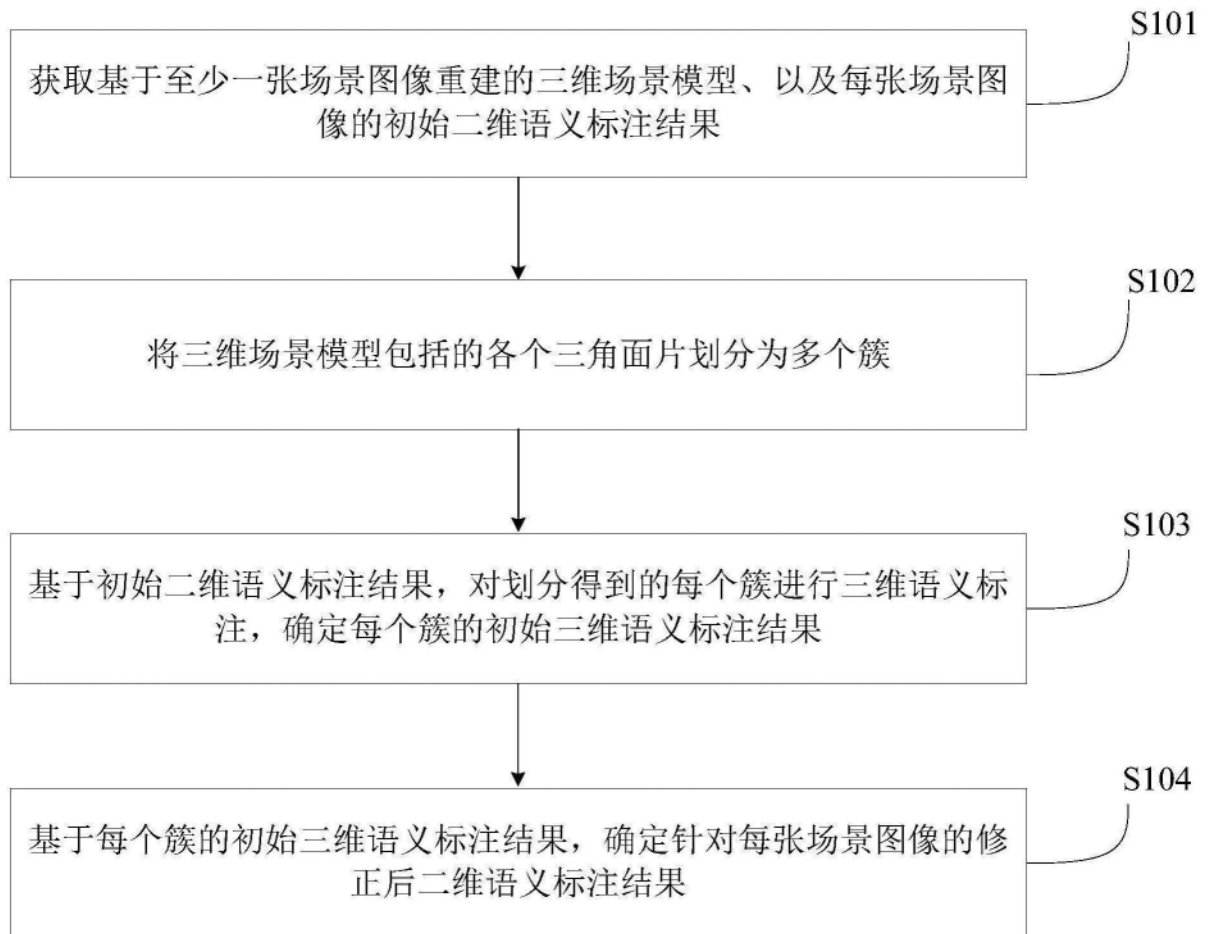 S101
获取基于至少一张场景图像重建的三维场景模型、以及每张场景图
像的初始二维语义标注结果
S102
将三维场景模型包括的各个三角面片划分为多个簇
S103
基于初始二维语义标注结果，对划分得到的每个簇进行三维语义标
注，确定每个簇的初始三维语义标注结果
S104
基于每个簇的初始三维语义标注结果，确定针对每张场景图像的修
正后二维语义标注结果